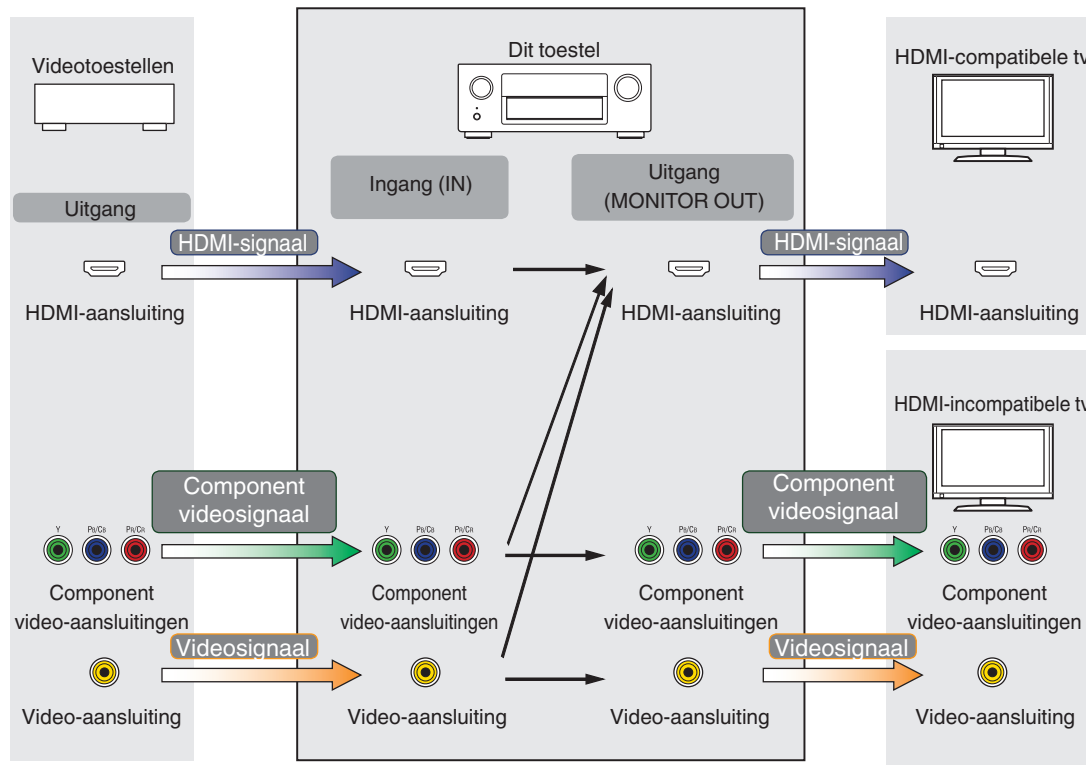 Videotoestellen
Dit toestel
HDMI-compatibele tv
Uitgang
Ingang (IN)
Uitgang
(MONITOR OUT)
HDMI-signaal
HDMI-signaal
HDMI-aansluiting
HDMI-aansluiting
HDMI-aansluiting
HDMI-aansluiting
HDMI-incompatibele tv
Component
videosignaal
Component
videosignaal
Y PB/CB PR/CR
Y PB/CB PR/CR
Y PB/CB PR/CR
Y PB/CB PR/CR
Component
video-aansluitingen
Component
video-aansluitingen
Component
video-aansluitingen
Component
video-aansluitingen
Videosignaal
Videosignaal
Video-aansluiting
Video-aansluiting
Video-aansluiting
Video-aansluiting